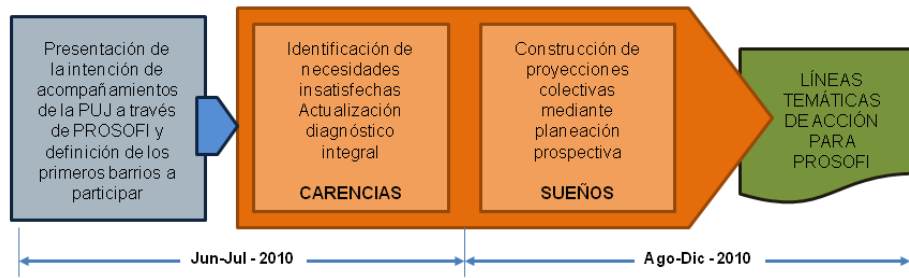 Presentación de
la intención de
acompañamientos
de la PUJ a través
de PROSOFI y
definición de los
primeros barrios a
participar
Identificación de
necesidades
insatisfechas
Actualización
diagnóstico
integral
CARENCIAS
Construcción de
proyecciones
colectivas
mediante
planeación
prospectiva
SUEÑOS
LÍNEAS
TEMÁTICAS
DE ACCIÓN
PARA
PROSOFI
Jun-Jul - 2010
Ago-Dic - 2010